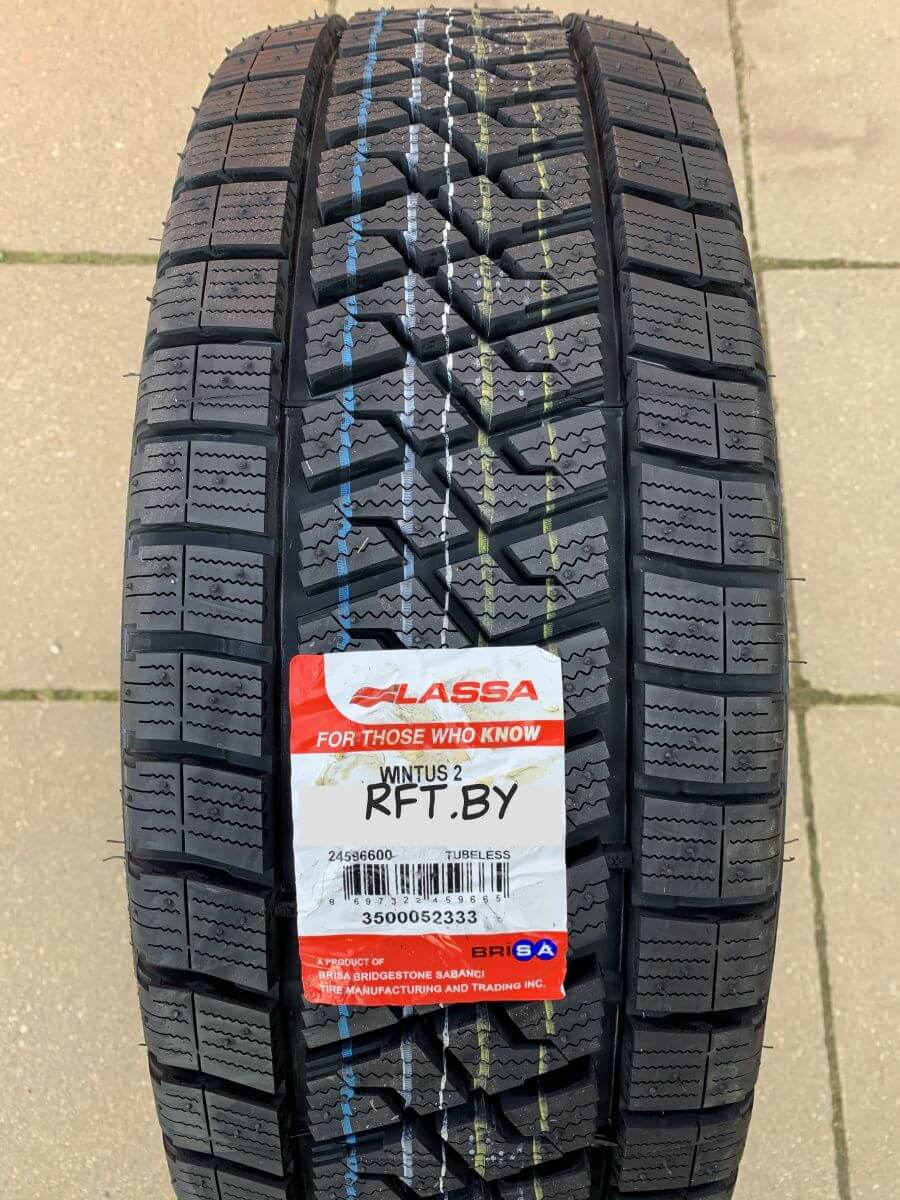 LASSA
FOR THOSE WHO KNOW
WINTUS 2
RFT.BY
24596600 TUBELESS
8 697322 459665
3500052333
BRiSA
A PRODUCT OF
BRISA BRIDGESTONE SABANCI
TIRE MANUFACTURING AND TRADING INC.